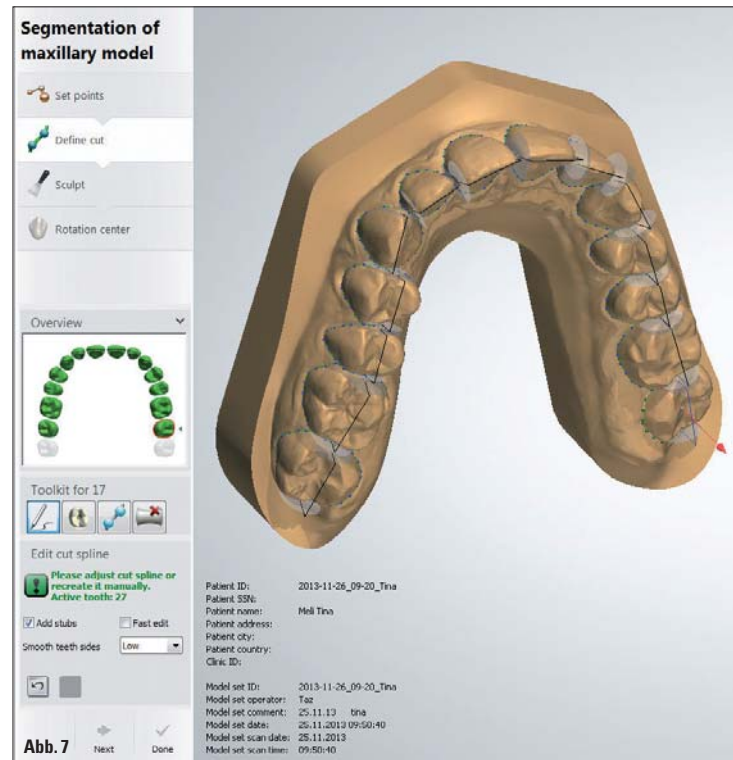 Segmentation of
maxillary model
Set points
Define cut
Sculpt
Rotation center
Overview
Toolkit for 17
Edit cut spline
Please adjust cut spline or
recreate it manually.
Active tooth: 27
Add stubs Fast edit
Smooth teeth sides Low
Abb. 7 Next Done
Patient ID: 2013-11-26_09-20_Tina
Patient SSN:
Patient name: Meli Tina
Patient address:
Patient city:
Patient country:
Clinic ID:
Model set ID: 2013-11-26_09-20_Tina
Model set operator: Taz
Model set comment: 25.11.13 tina
Model set date: 25.11.2013 09:50:40
Model set scan date: 25.11.2013
Model set scan time: 09:50:40